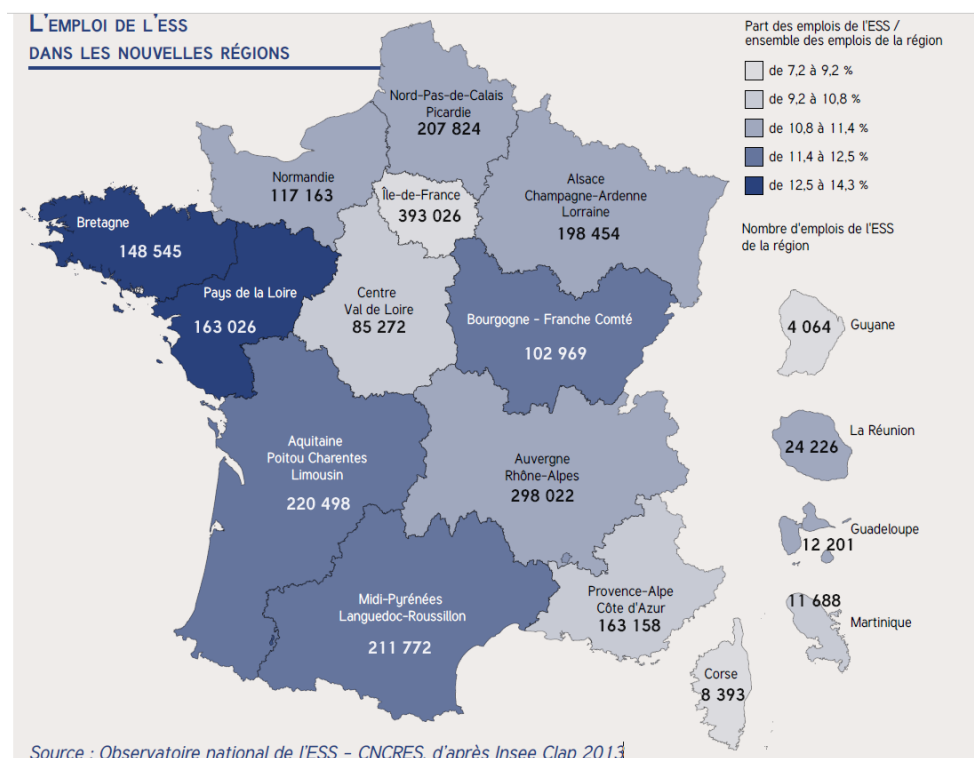 L'EMPLOI DE L'ESS
DANS LES NOUVELLES RÉGIONS
Part des emplois de l'ESS /
ensemble des emplois de la région
de 7,2 à 9,2 %
de 9,2 à 10,8 %
de 10,8 à 11,4 %
de 11,4 à 12,5 %
de 12,5 à 14,3 %
Nombre d'emplois de l'ESS
de la région
Nord-Pas-de-Calais
Picardie
207 824
Normandie
117 163
Île-de-France
393 026
Alsace
Champagne-Ardenne
Lorraine
198 454
Bretagne
148 545
Pays de la Loire
163 026
Centre
Val de Loire
85 272
Bourgogne - Franche Comté
102 969
Aquitaine
Poitou Charentes
Limousin
220 498
Auvergne
Rhône-Alpes
298 022
Midi-Pyrénées
Languedoc-Roussillon
211 772
Provence-Alpe
Côte d'Azur
163 158
Corse
8 393
4 064
Guyane
La Réunion
24 226
Guadeloupe
12 201
11 688
Martinique
Source : Observatoire national de l'ESS - CNCRES, d'après Insee Clap 2013